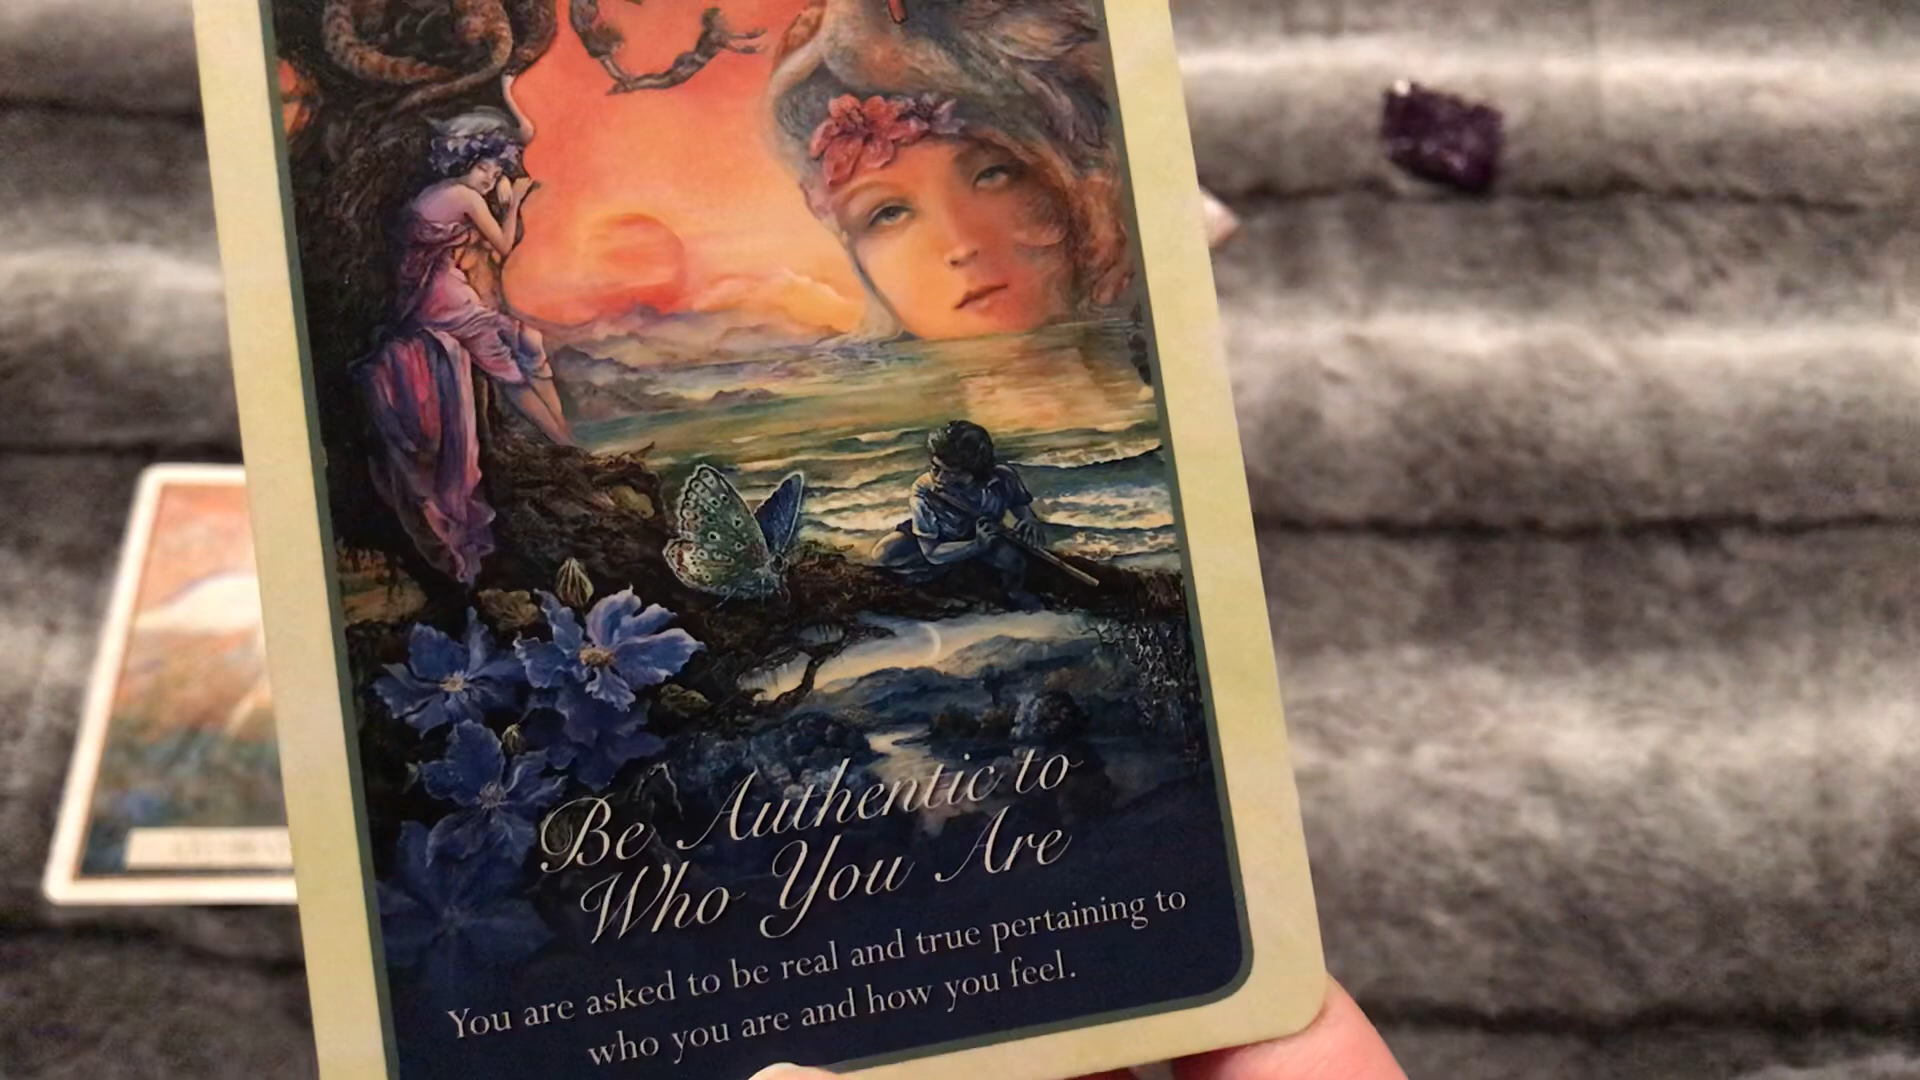 Be Authentic to
Who You Are
You are asked to be real and true pertaining to
who you are and how you feel.